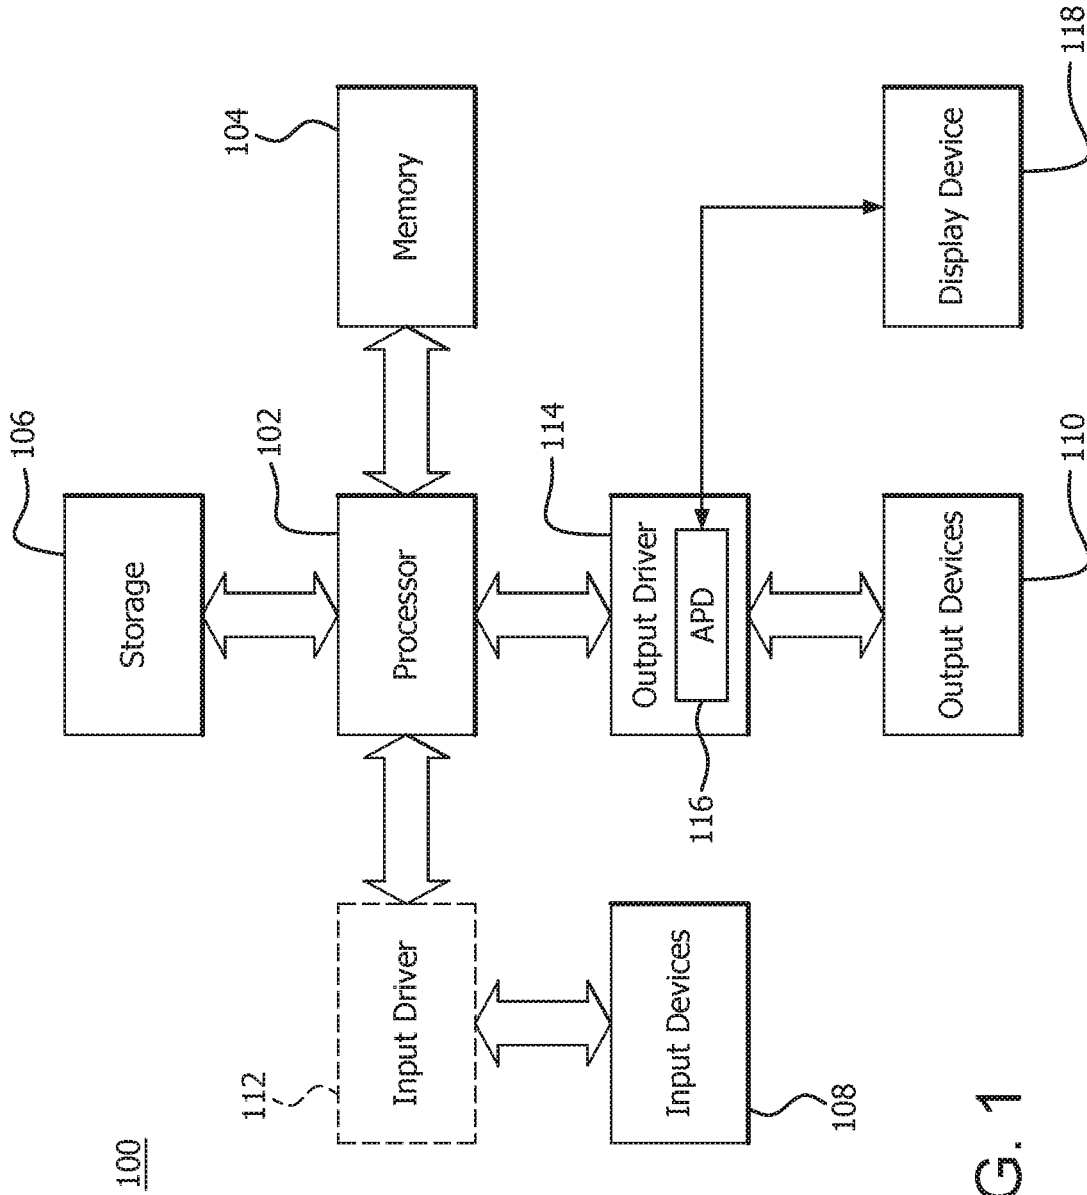 106
Storage
100
112
102
104
Input Driver
Processor
Memory
114
Output Driver
Input Devices
116
APD
108
Output Devices
Display Device
G. 1
110
118